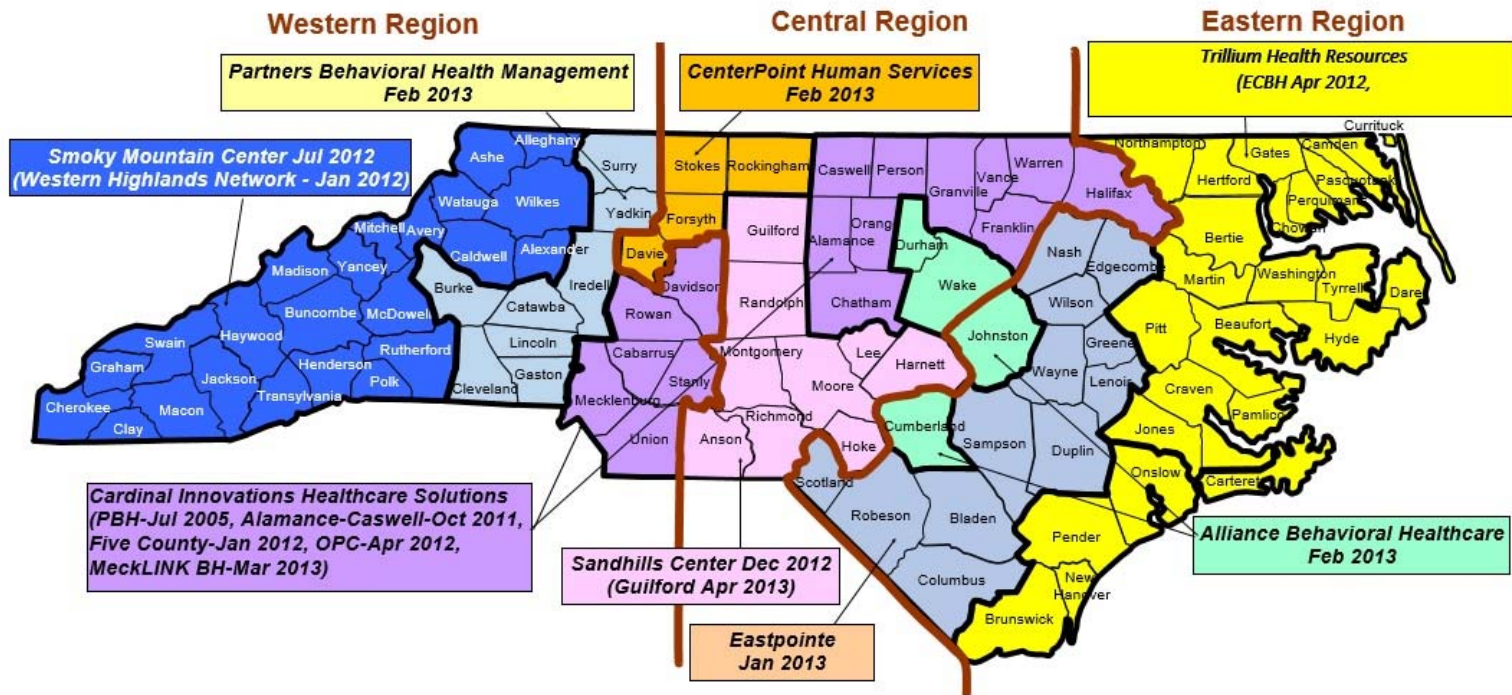 Western Region
Central Region
Eastern Region
Partners Behavioral Health Management
Feb 2013
CenterPoint Human Services
Feb 2013
Trillium Health Resources
(ECBH Apr 2012,
Smoky Mountain Center Jul 2012
(Western Highlands Network - Jan 2012)
Currituck
Alleghany
Ashe
Surry
Stokes
Rockingham
Caswell
Person
Granville
Vance
Warren
Northampton
Gates
Camden
Hertford
Pasquotank
Halifax
Perquimans
Watauga
Wilkes
Yadkin
Forsyth
Guilford
Alamance
Orang
Durham
Franklin
Bertie
Chowan
Mitchell
Avery
Caldwell
Alexander
Davie
Nash
Edgecombe
Madison
Yancey
Burke
Iredell
Davidson
Randolph
Chatham
Wake
Wilson
Martin
Washington
Tyrrell
Dare
Catawba
Buncombe
McDowell
Rowan
Haywood
Swain
Lincoln
Rutherford
Graham
Jackson
Henderson
Polk
Transylvania
Cherokee
Macon
Clay
Cleveland
Gaston
Cabarrus
Stanly
Mecklenburg
Union
Montgomery
Moore
Lee
Harnett
Johnston
Greene
Pitt
Beaufort
Hyde
Wayne
Lenoir
Craven
Pamlico
Jones
Richmond
Anson
Hoke
Cumberland
Sampson
Duplin
Onslow
Carteret
Scotland
Robeson
Bladen
Pender
Columbus
New
Hanover
Brunswick
Cardinal Innovations Healthcare Solutions
(PBH-Jul 2005, Alamance-Caswell-Oct 2011,
Five County-Jan 2012, OPC-Apr 2012,
MeckLINK BH-Mar 2013)
Sandhills Center Dec 2012
(Guilford Apr 2013)
Alliance Behavioral Healthcare
Feb 2013
Eastpointe
Jan 2013